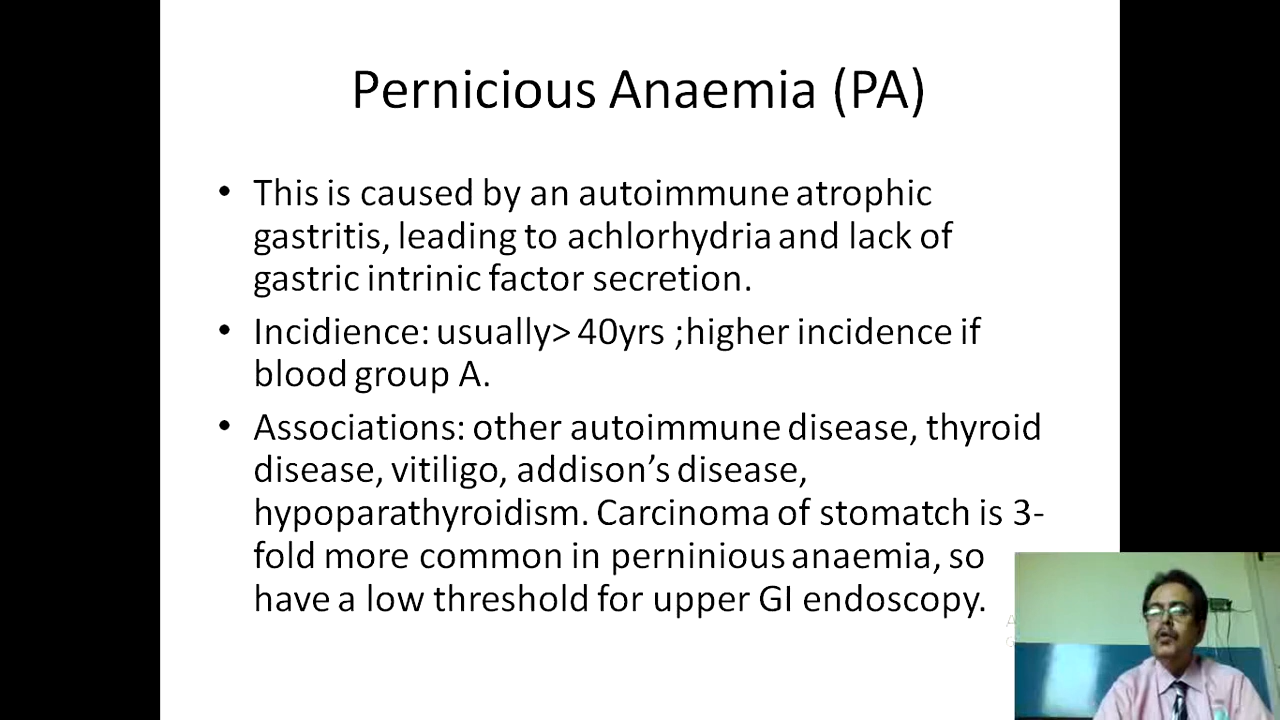 Pernicious Anaemia (PA)
• This is caused by an autoimmune atrophic
gastritis, leading to achlorhydria and lack of
gastric intrinic factor secretion.
• Incidience: usually> 40yrs ;higher incidence if
blood group A.
• Associations: other autoimmune disease, thyroid
disease, vitiligo, addison’s disease,
hypoparathyroidism. Carcinoma of stomatch is 3-
fold more common in perninious anaemia, so
have a low threshold for upper GI endoscopy.